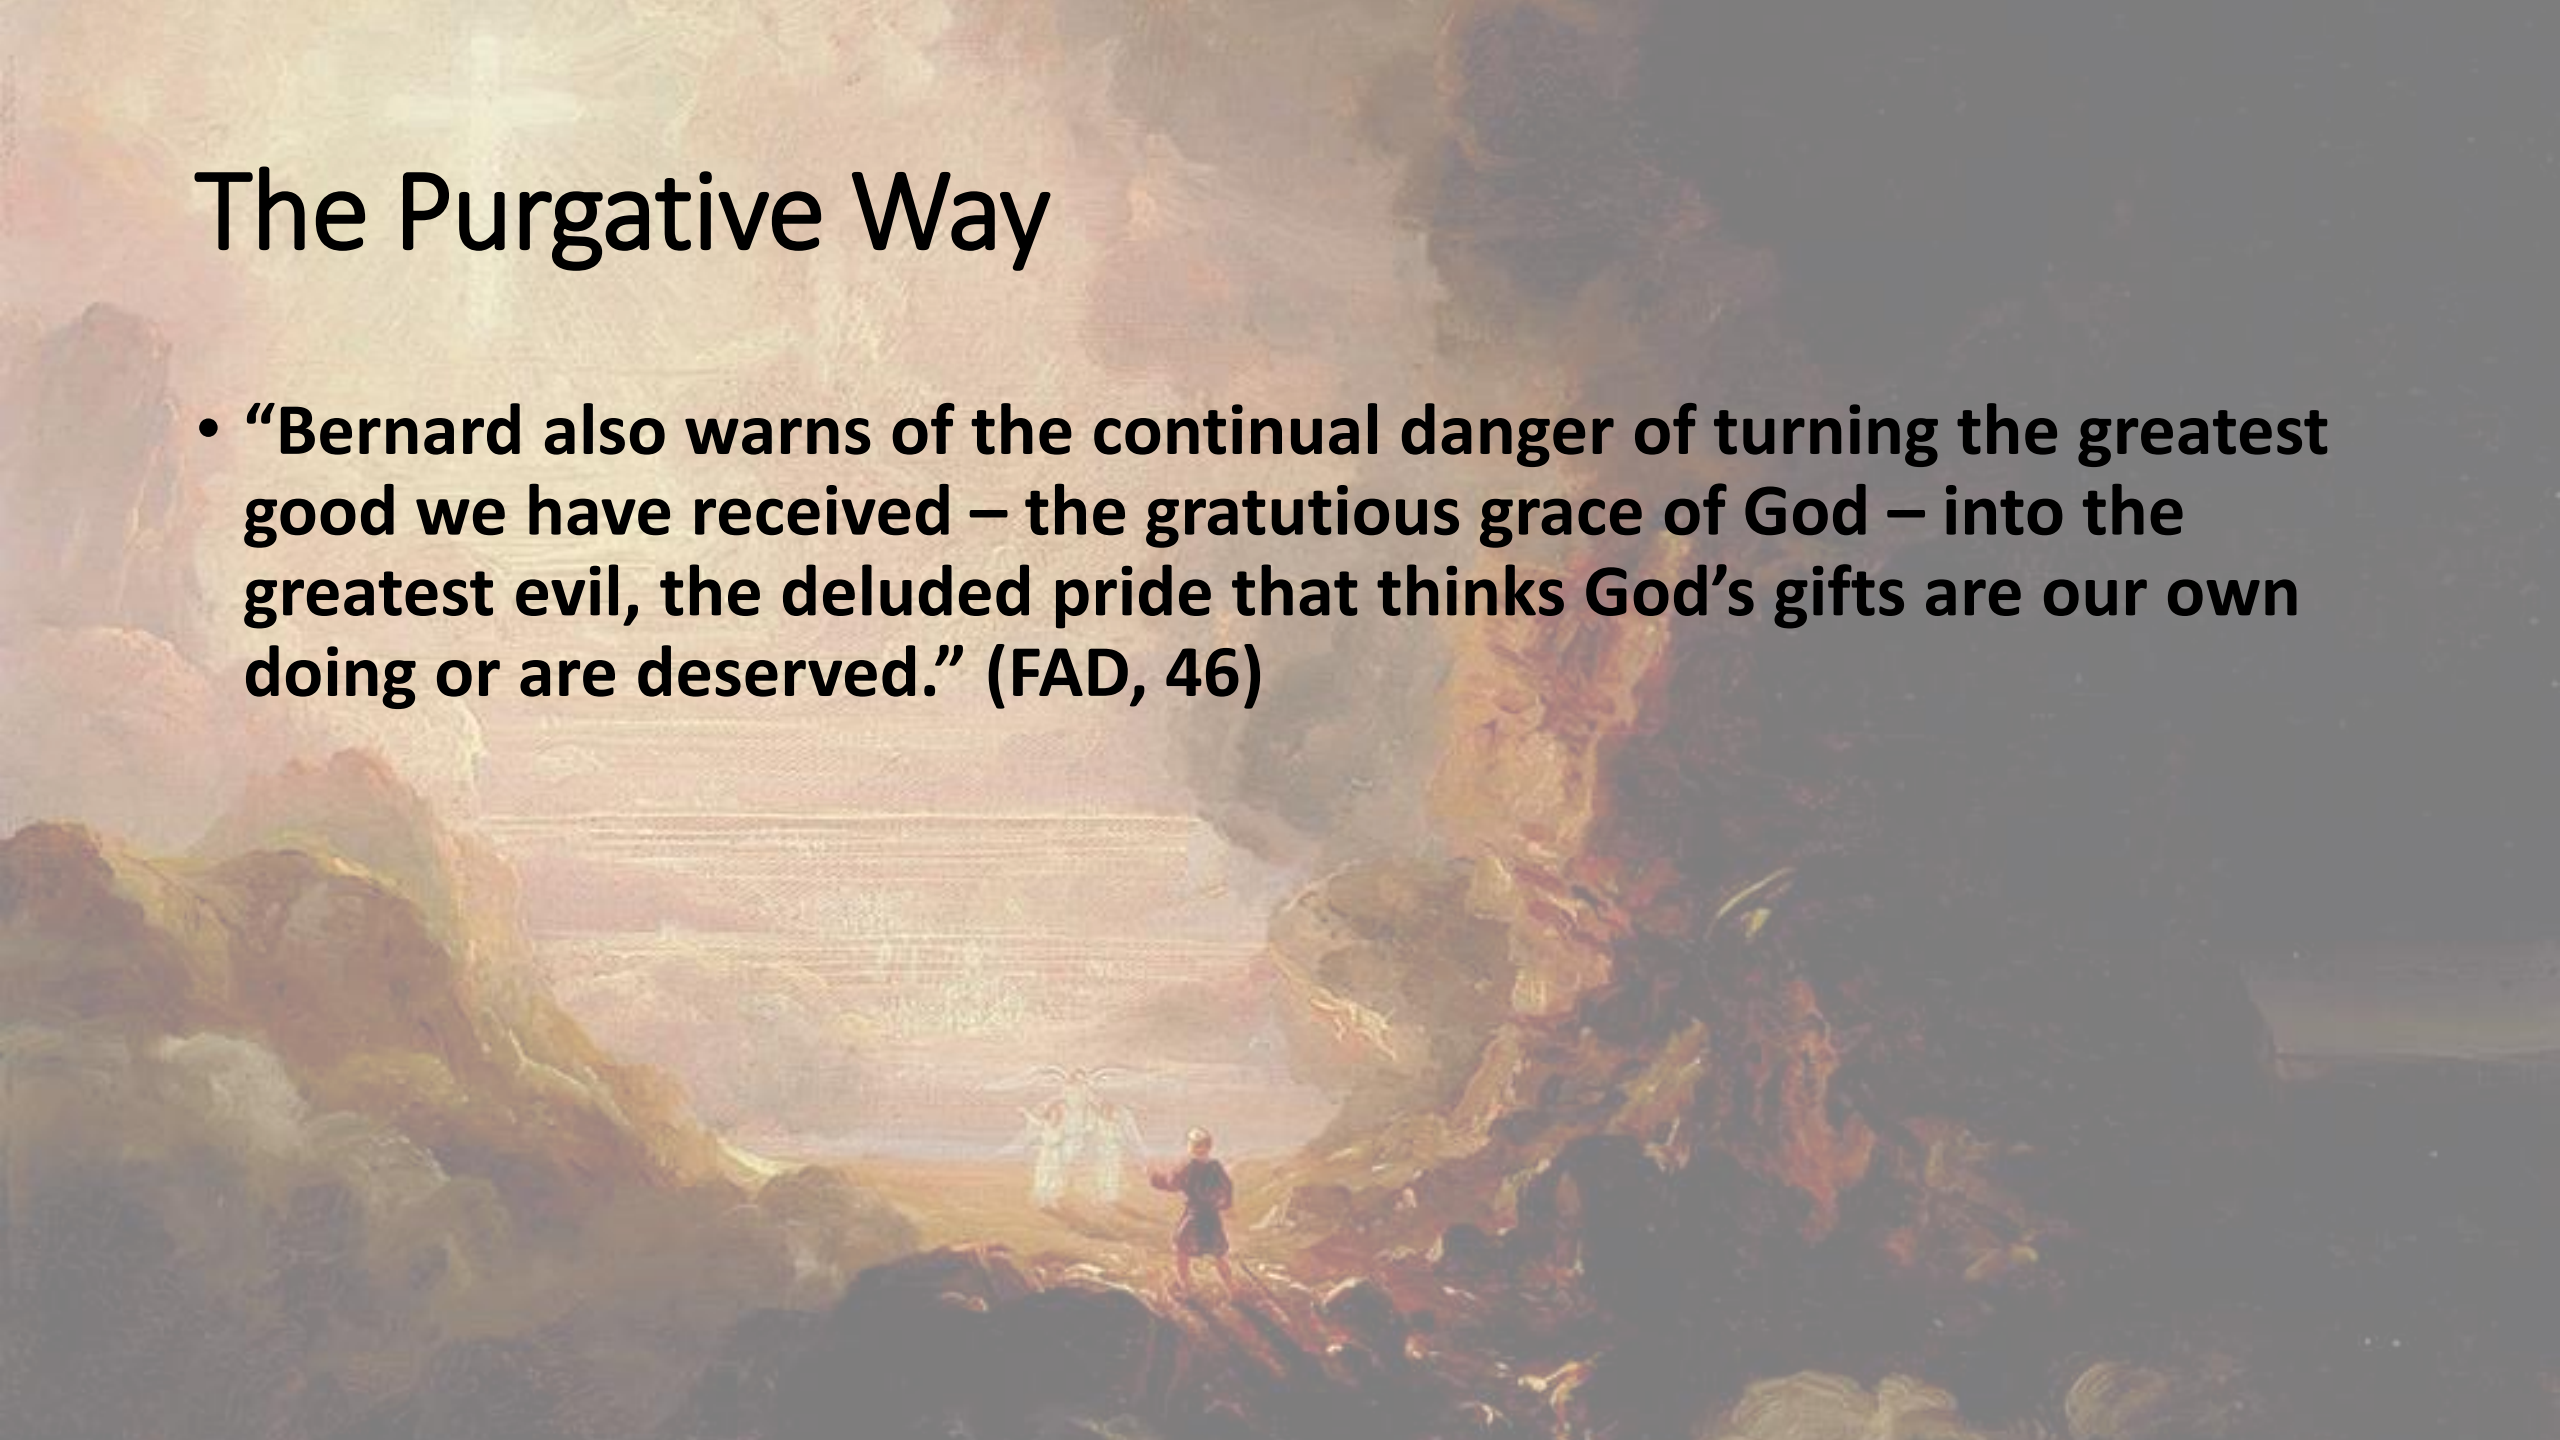 The Purgative Way
• “Bernard also warns of the continual danger of turning the greatest
good we have received – the gratutious grace of God – into the
greatest evil, the deluded pride that thinks God’s gifts are our own
doing or are deserved.” (FAD, 46)